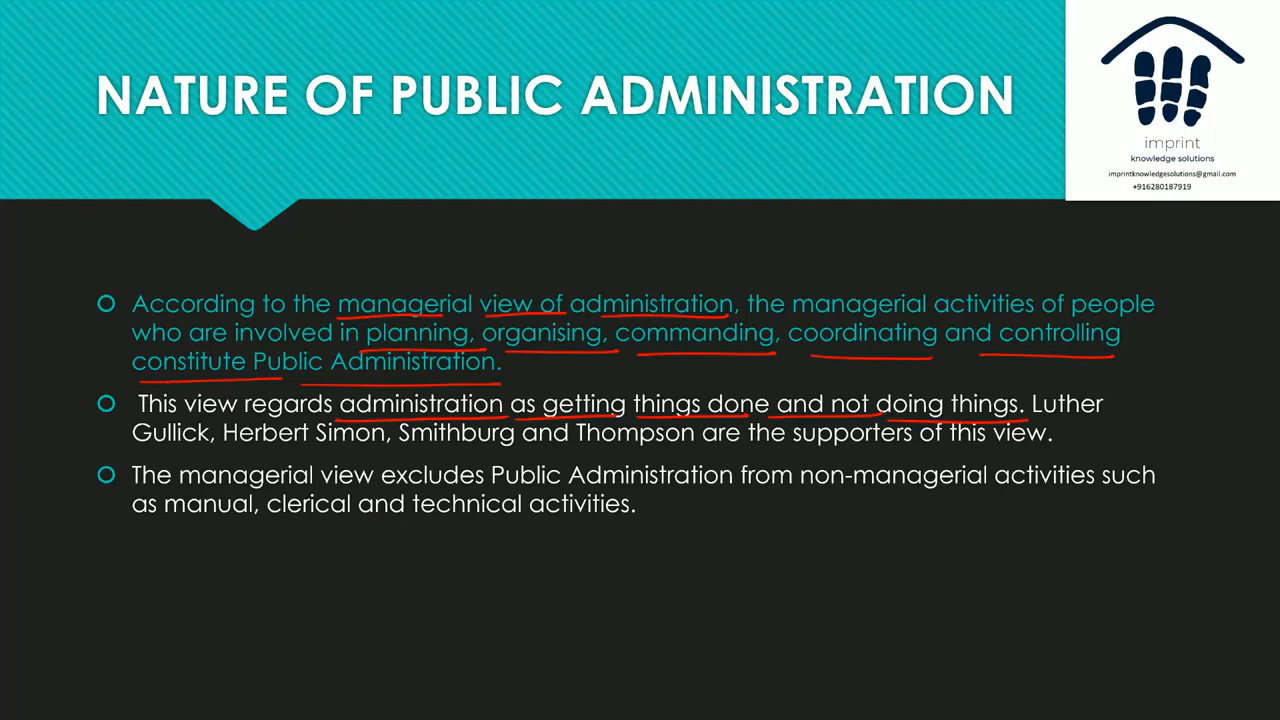 NATURE OF PUBLIC ADMINISTRATION
imprint
knowledge solutions
imprintknowledgesolutions@gmail.com
+916280187919
According to the managerial view of administration, the managerial activities of people
who are involved in planning, organising, commanding, coordinating and controlling
constitute Public Administration.
This view regards administration as getting things done and not doing things. Luther
Gullick, Herbert Simon, Smithburg and Thompson are the supporters of this view.
The managerial view excludes Public Administration from non-managerial activities such
as manual, clerical and technical activities.